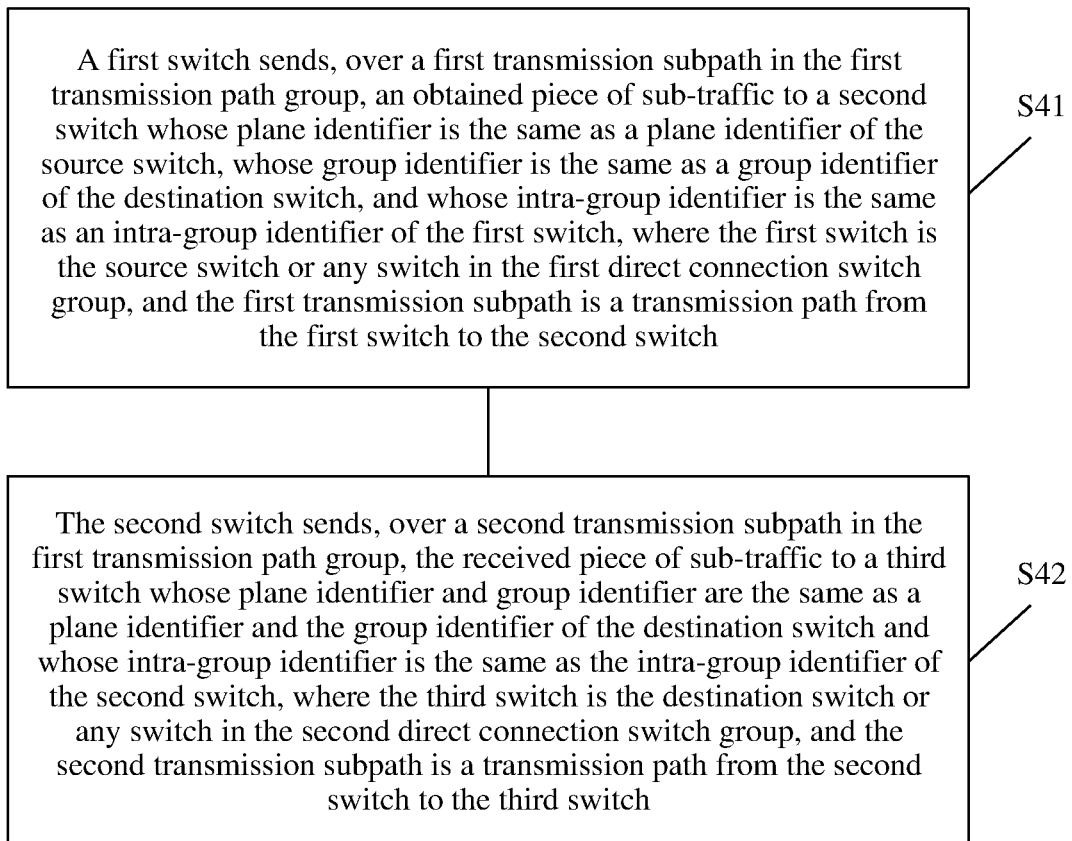 A first switch sends, over a first transmission subpath in the first
transmission path group, an obtained piece of sub-traffic to a second
switch whose plane identifier is the same as a plane identifier of the
source switch, whose group identifier is the same as a group identifier
of the destination switch, and whose intra-group identifier is the same
as an intra-group identifier of the first switch, where the first switch is
the source switch or any switch in the first direct connection switch
group, and the first transmission subpath is a transmission path from
the first switch to the second switch
S41
The second switch sends, over a second transmission subpath in the
first transmission path group, the received piece of sub-traffic to a third
switch whose plane identifier and group identifier are the same as a
plane identifier and the group identifier of the destination switch and
whose intra-group identifier is the same as the intra-group identifier of
the second switch, where the third switch is the destination switch or
any switch in the second direct connection switch group, and the
second transmission subpath is a transmission path from the second
switch to the third switch
S42